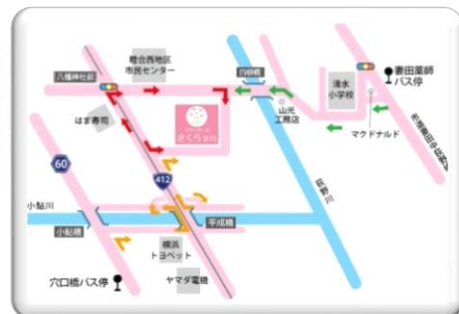 睦合西地区
市民センター
八幡神社前
白根橋
清水
小学校
妻田薬師
バス停
はま寿司
さくら
山光
工務店
マクドナルド
60
412
荻野川
小鮎川
小鮎橋
平成橋
横浜
トヨペット
穴口橋バス停
ヤマダ電機